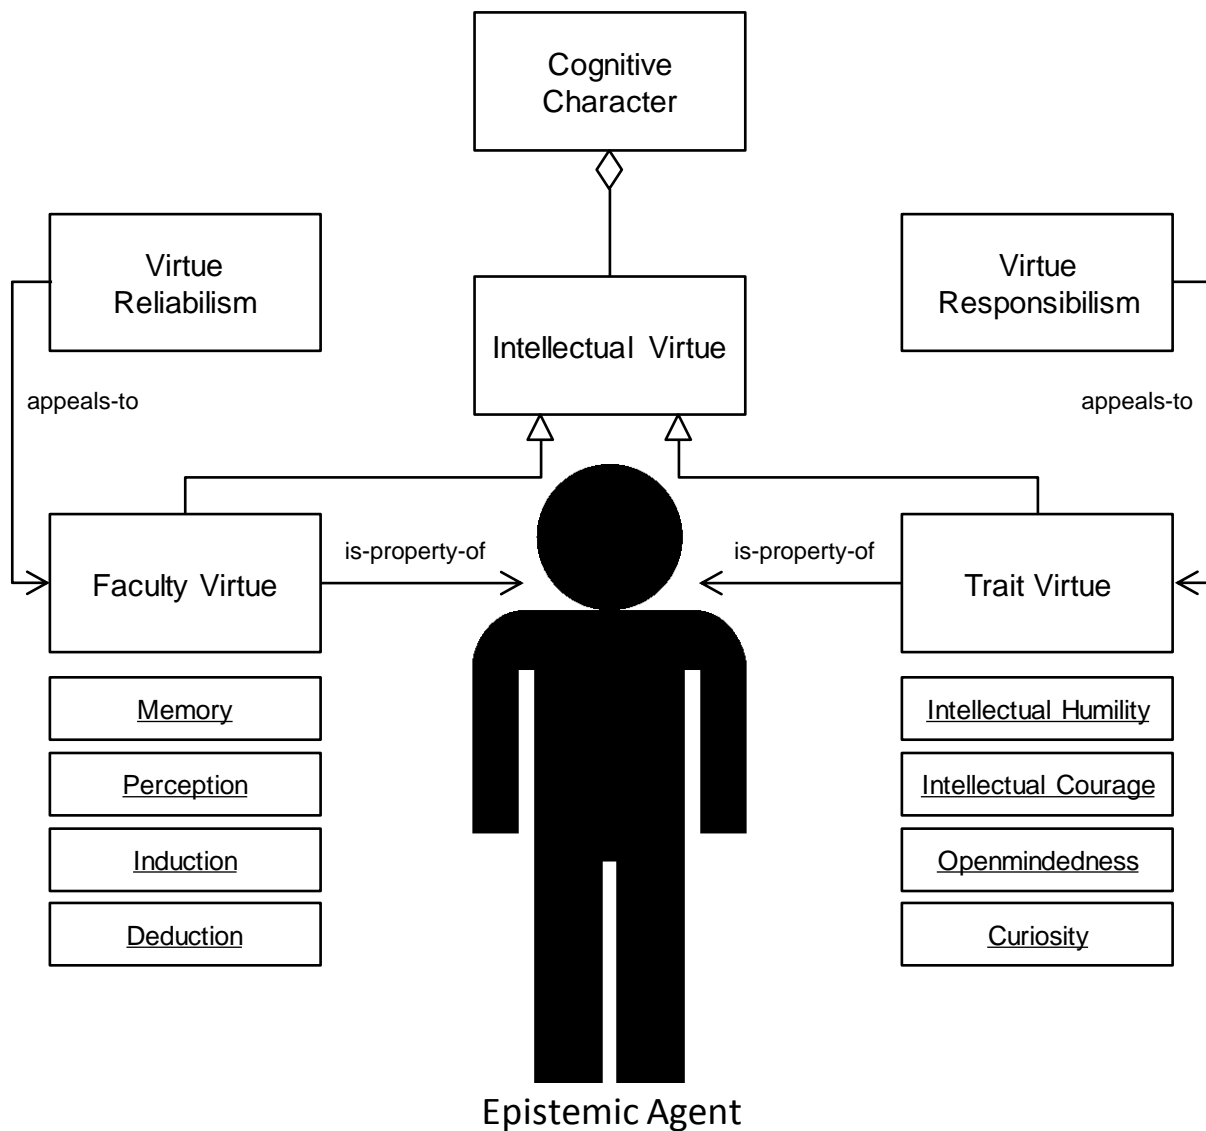 Cognitive
Character
Virtue
Reliabilism
Virtue
Responsibilism
Intellectual Virtue
appeals-to
appeals-to
is-property-of
is-property-of
Faculty Virtue
Trait Virtue
Memory
Intellectual Humility
Perception
Intellectual Courage
Induction
Openmindedness
Deduction
Curiosity
Epistemic Agent